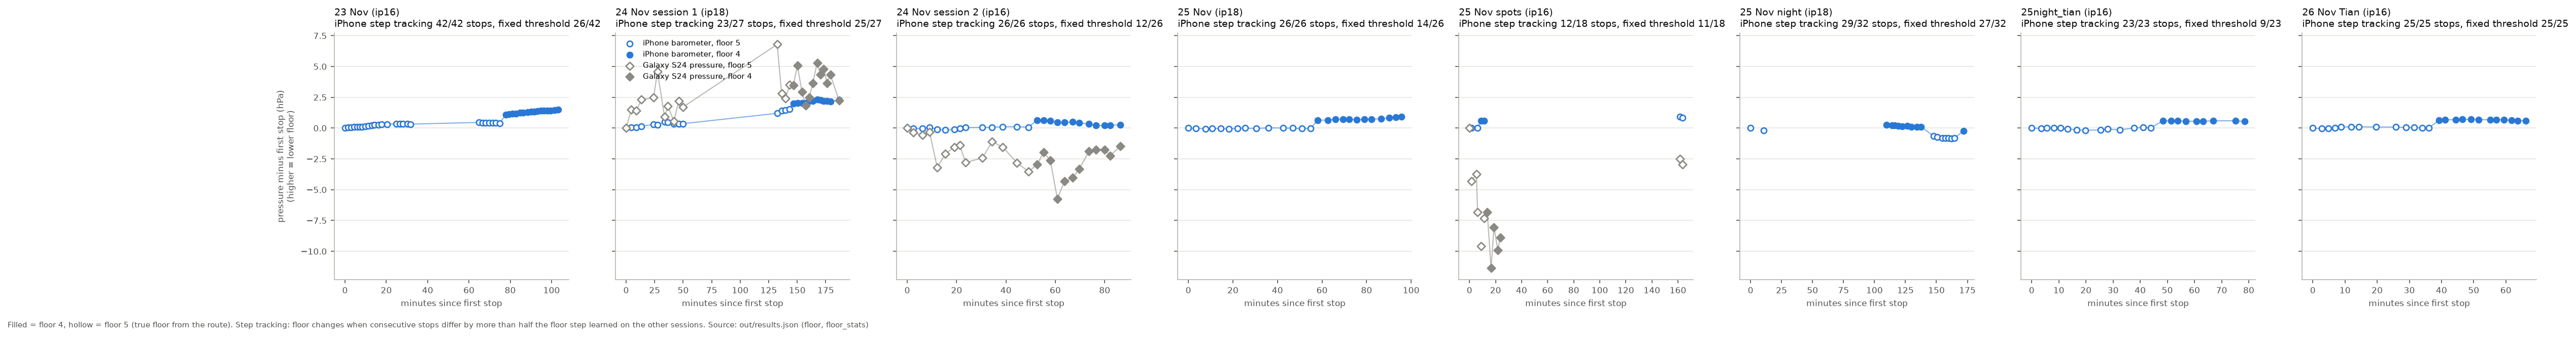 23 Nov (ip16)
iPhone step tracking 42/42 stops, fixed threshold 26/42
24 Nov session 1 (ip18)
iPhone step tracking 23/27 stops, fixed threshold 25/27
24 Nov session 2 (ip16)
iPhone step tracking 26/26 stops, fixed threshold 12/26
25 Nov (ip18)
iPhone step tracking 26/26 stops, fixed threshold 14/26
25 Nov spots (ip16)
iPhone step tracking 12/18 stops, fixed threshold 11/18
25 Nov night (ip18)
iPhone step tracking 29/32 stops, fixed threshold 27/32
25night_tian (ip16)
iPhone step tracking 23/23 stops, fixed threshold 9/23
26 Nov Tian (ip16)
iPhone step tracking 25/25 stops, fixed threshold 25/25
iPhone barometer, floor 5
iPhone barometer, floor 4
Galaxy S24 pressure, floor 5
Galaxy S24 pressure, floor 4
pressure minus first stop (hPa)
(higher = lower floor)
7.5
5.0
2.5
0.0
−2.5
−5.0
−7.5
−10.0
0 20 40 60 80 100
0 25 50 75 100 125 150 175
0 20 40 60 80
0 20 40 60 80 100
0 20 40 60 80 100 120 140 160
0 25 50 75 100 125 150 175
0 10 20 30 40 50 60 70 80
0 10 20 30 40 50 60
minutes since first stop
minutes since first stop
minutes since first stop
minutes since first stop
minutes since first stop
minutes since first stop
minutes since first stop
minutes since first stop
Filled = floor 4, hollow = floor 5 (true floor from the route). Step tracking: floor changes when consecutive stops differ by more than half the floor step learned on the other sessions. Source: out/results.json (floor, floor_stats)